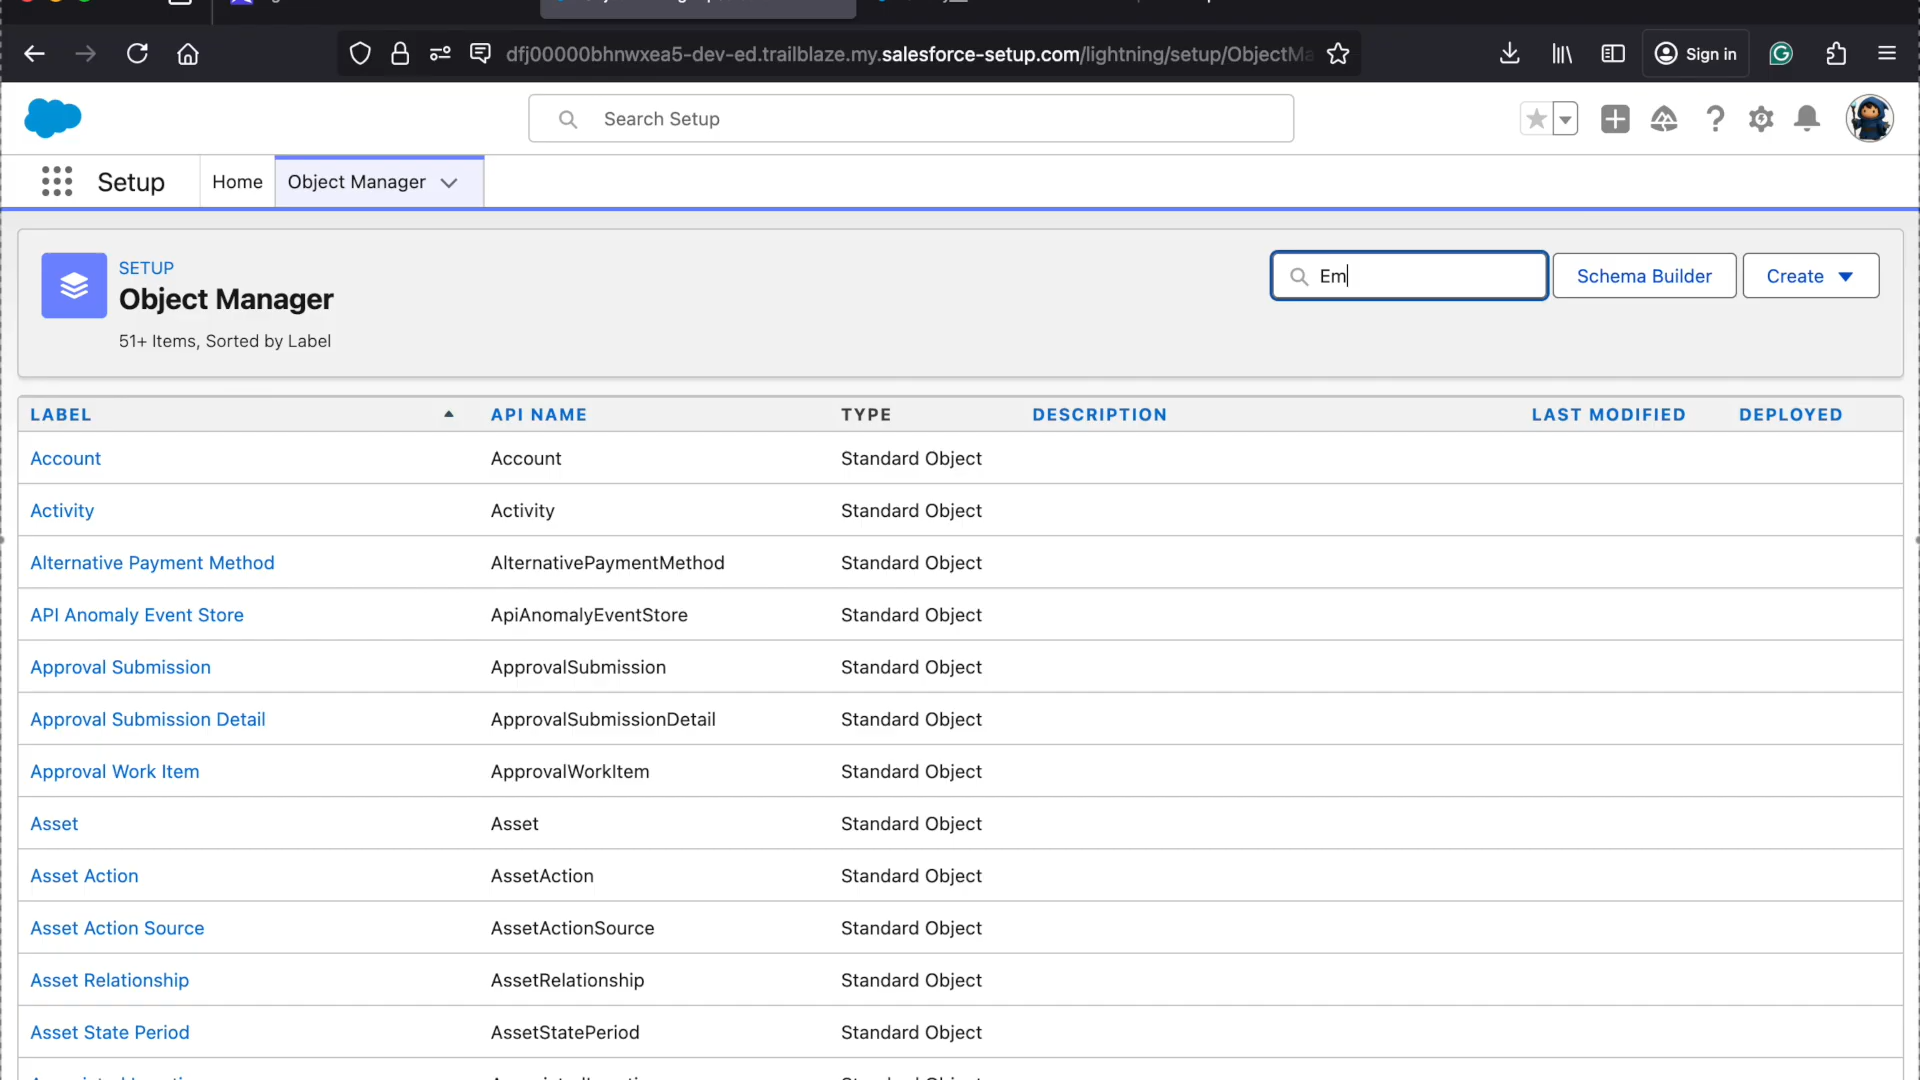 dfj00000bhnwxea5-dev-ed.trailblaze.my.salesforce-setup.com/lightning/setup/ObjectMa
Sign in
Search Setup
Setup
Home
Object Manager
SETUP
Object Manager
51+ Items, Sorted by Label
Em
Schema Builder
Create
LABEL API NAME TYPE DESCRIPTION LAST MODIFIED DEPLOYED
Account Account Standard Object
Activity Activity Standard Object
Alternative Payment Method AlternativePaymentMethod Standard Object
API Anomaly Event Store ApiAnomalyEventStore Standard Object
Approval Submission ApprovalSubmission Standard Object
Approval Submission Detail ApprovalSubmissionDetail Standard Object
Approval Work Item ApprovalWorkItem Standard Object
Asset Asset Standard Object
Asset Action AssetAction Standard Object
Asset Action Source AssetActionSource Standard Object
Asset Relationship AssetRelationship Standard Object
Asset State Period AssetStatePeriod Standard Object